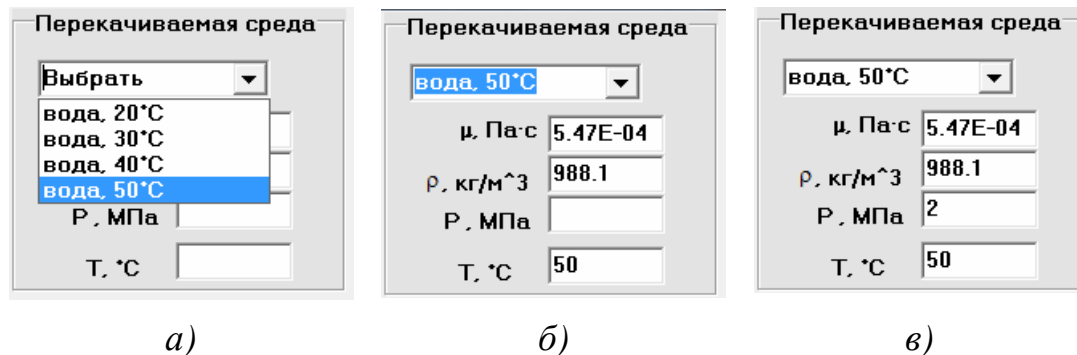 Перекачиваемая среда
Выбрать
вода, 20°С
вода, 30°С
вода, 40°С
вода, 50°С
Р, МПа
Т, °С
а)
Перекачиваемая среда
вода, 50°С
μ, Па·с 5.47E-04
ρ, кг/м^3 988.1
Р, МПа
Т, °С 50
б)
Перекачиваемая среда
вода, 50°С
μ, Па·с 5.47E-04
ρ, кг/м^3 988.1
Р, МПа 2
Т, °С 50
в)